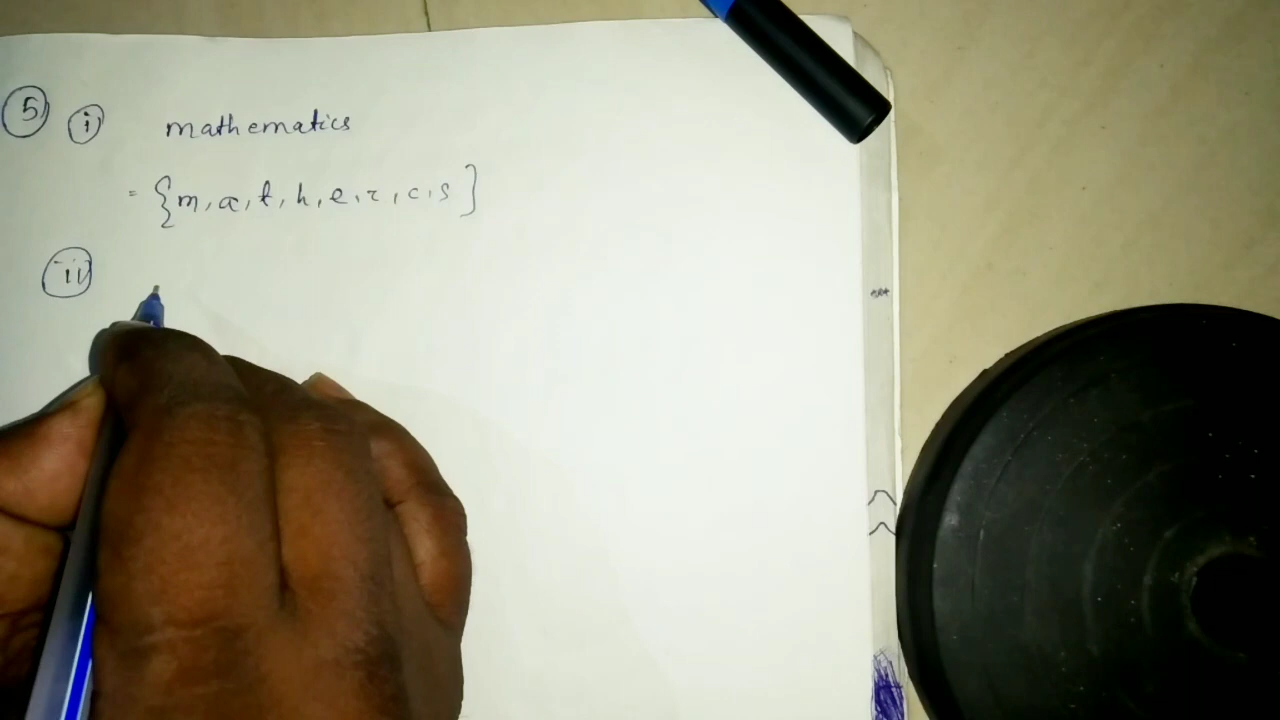 5 i mathematics
= {m, a, t, h, e, i, c, s}
ii